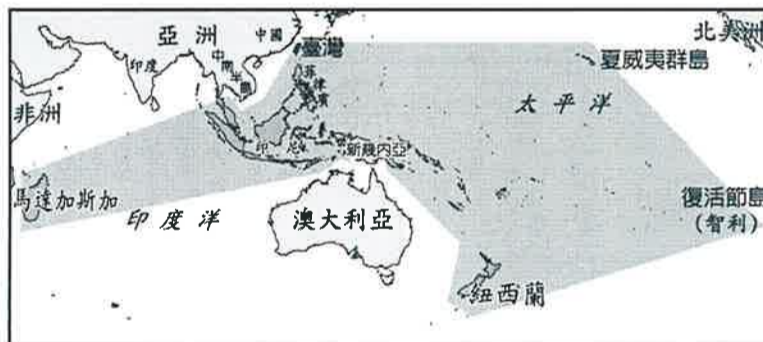 亞洲
中國
北美洲
臺灣
印度
中南半島
菲律賓
夏威夷群島
太平洋
非洲
印尼
新幾內亞
馬達加斯加
印度洋
澳大利亞
復活節島
(智利)
紐西蘭